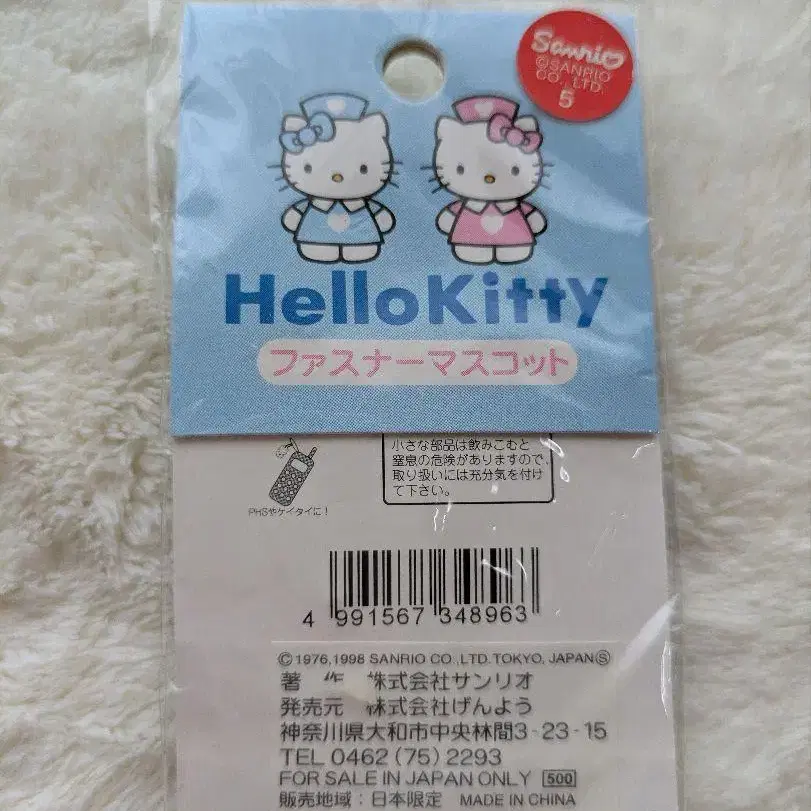 Sanrio
©SANRIO
CO., LTD.
5
HelloKitty
ファスナーマスコット
小さな部品は飲みこむと
窒息の危険がありますので、
取り扱いには充分気を付け
て下さい。
PHSやケイタイに!
4 991567 348963
©1976,1998 SANRIO CO.,LTD. TOKYO, JAPAN Ⓢ
著 作 株式会社サンリオ
発売元 株式会社げんよう
神奈川県大和市中央林間3-23-15
TEL 0462 (75) 2293
FOR SALE IN JAPAN ONLY 500
販売地域:日本限定 MADE IN CHINA